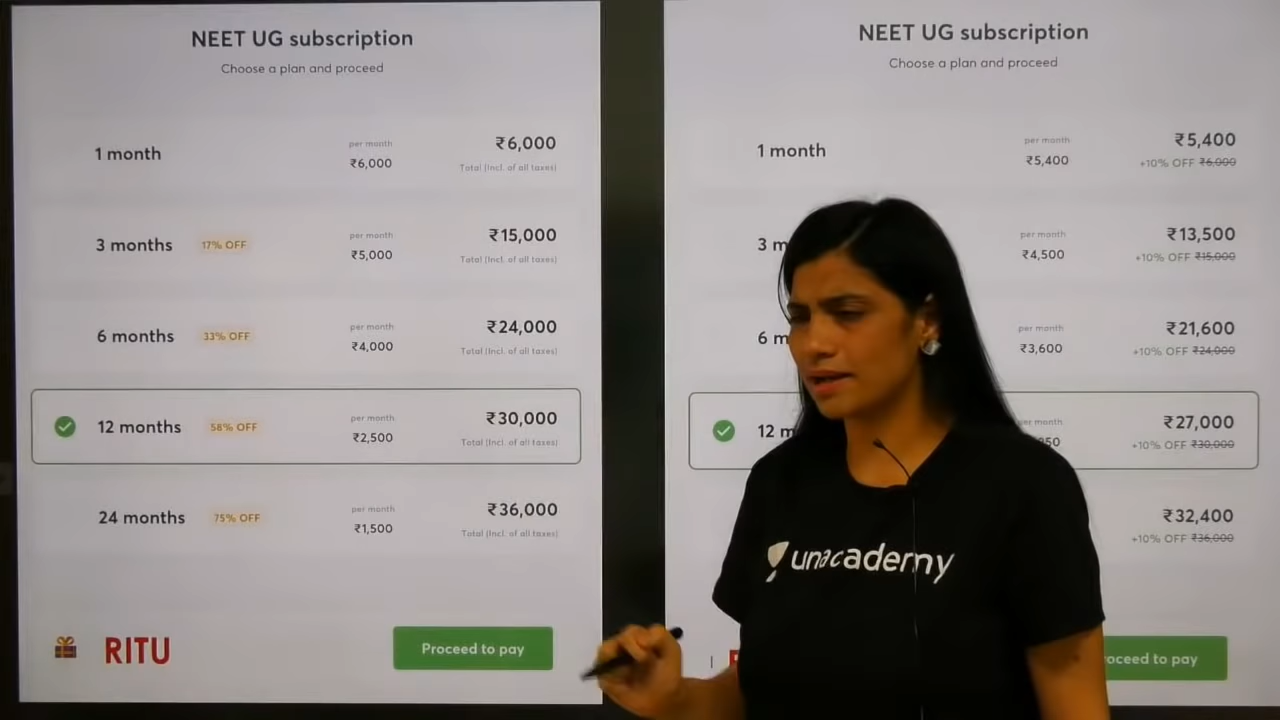 NEET UG subscription
Choose a plan and proceed
1 month
per month
₹6,000
₹6,000
Total (Incl. of all taxes)
3 months
17% OFF
per month
₹5,000
₹15,000
Total (Incl. of all taxes)
6 months
33% OFF
per month
₹4,000
₹24,000
Total (Incl. of all taxes)
12 months
58% OFF
per month
₹2,500
₹30,000
Total (Incl. of all taxes)
24 months
75% OFF
per month
₹1,500
₹36,000
Total (Incl. of all taxes)
RITU
Proceed to pay
NEET UG subscription
Choose a plan and proceed
1 month
per month
₹5,400
₹5,400
+10% OFF ₹6,000
3 m
per month
₹4,500
₹13,500
+10% OFF ₹15,000
6 m
per month
₹3,600
₹21,600
+10% OFF ₹24,000
12 m
per month
50
₹27,000
+10% OFF ₹30,000
₹32,400
+10% OFF ₹36,000
oceed to pay
unacademy